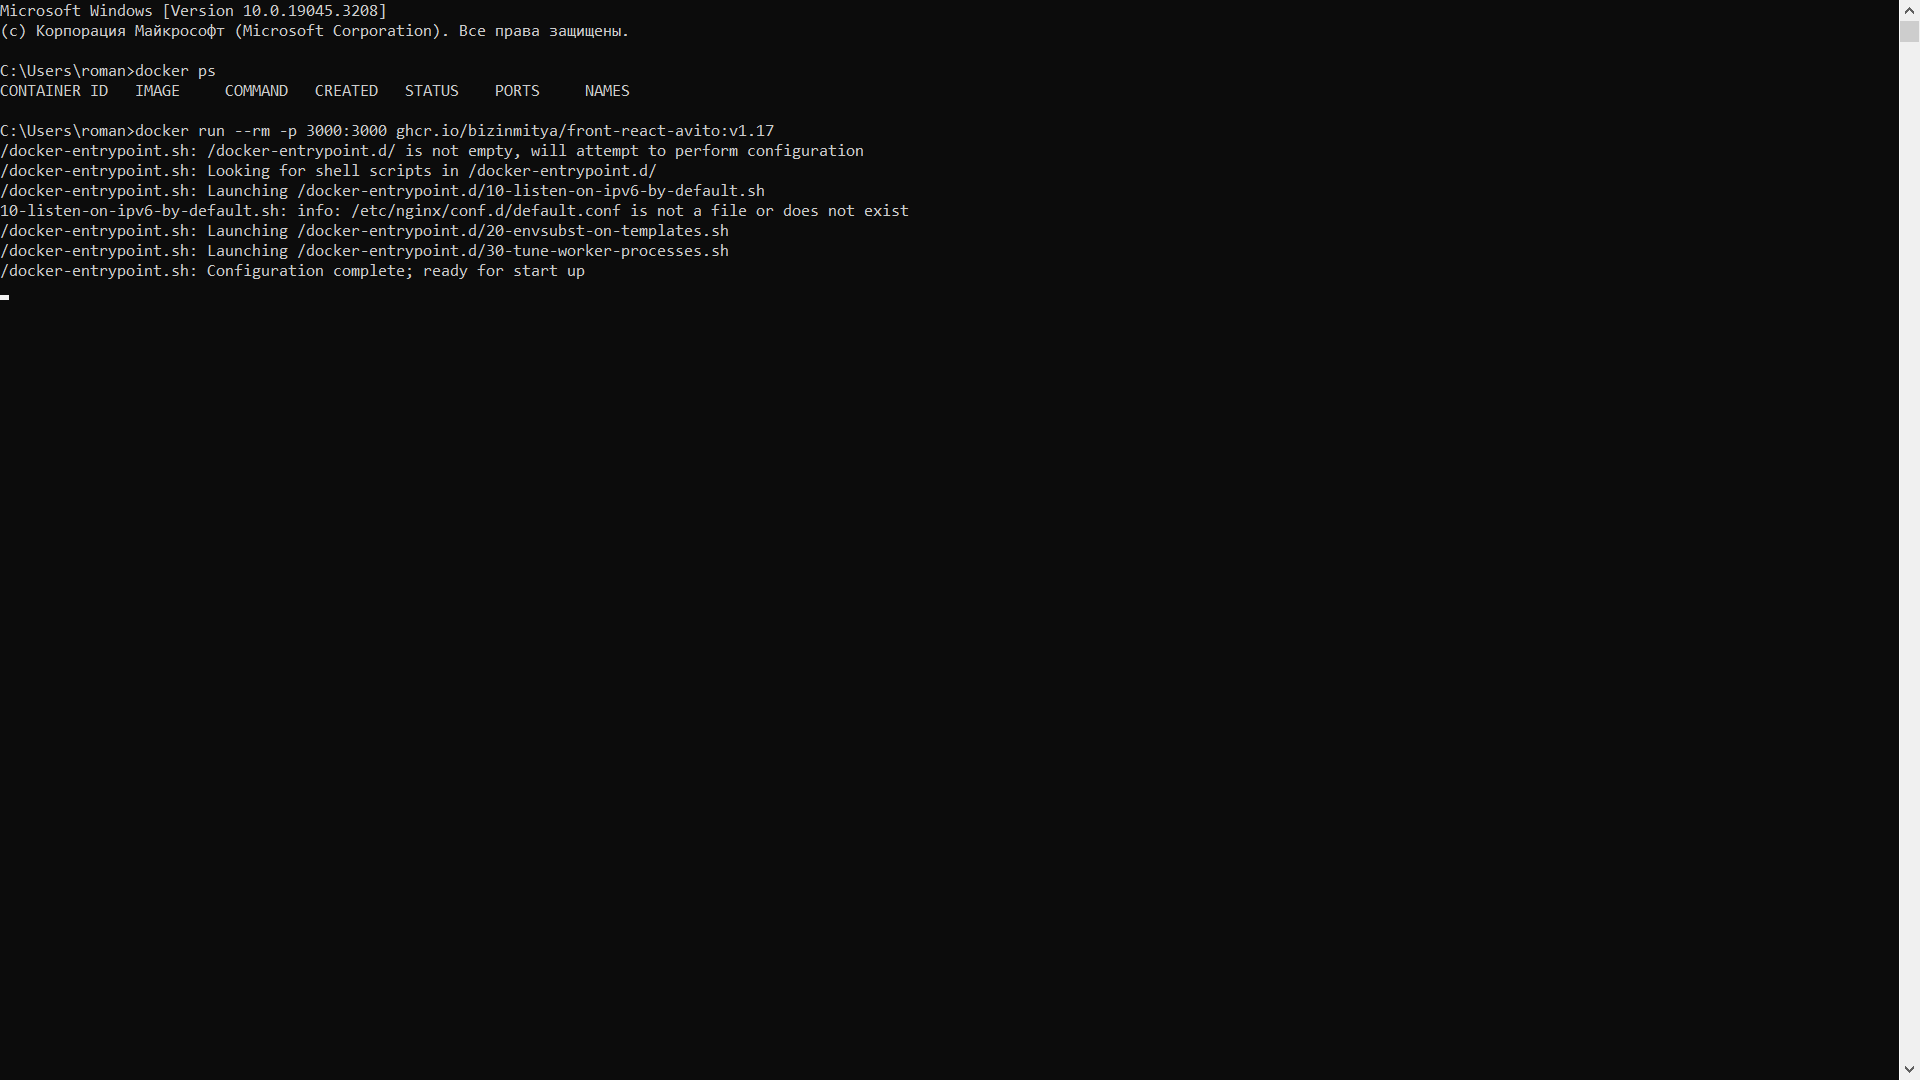 Microsoft Windows [Version 10.0.19045.3208]
(c) Корпорация Майкрософт (Microsoft Corporation). Все права защищены.
C:\Users\roman>docker ps
CONTAINER ID   IMAGE     COMMAND   CREATED   STATUS    PORTS     NAMES
C:\Users\roman>docker run --rm -p 3000:3000 ghcr.io/bizinmitya/front-react-avito:v1.17
/docker-entrypoint.sh: /docker-entrypoint.d/ is not empty, will attempt to perform configuration
/docker-entrypoint.sh: Looking for shell scripts in /docker-entrypoint.d/
/docker-entrypoint.sh: Launching /docker-entrypoint.d/10-listen-on-ipv6-by-default.sh
10-listen-on-ipv6-by-default.sh: info: /etc/nginx/conf.d/default.conf is not a file or does not exist
/docker-entrypoint.sh: Launching /docker-entrypoint.d/20-envsubst-on-templates.sh
/docker-entrypoint.sh: Launching /docker-entrypoint.d/30-tune-worker-processes.sh
/docker-entrypoint.sh: Configuration complete; ready for start up